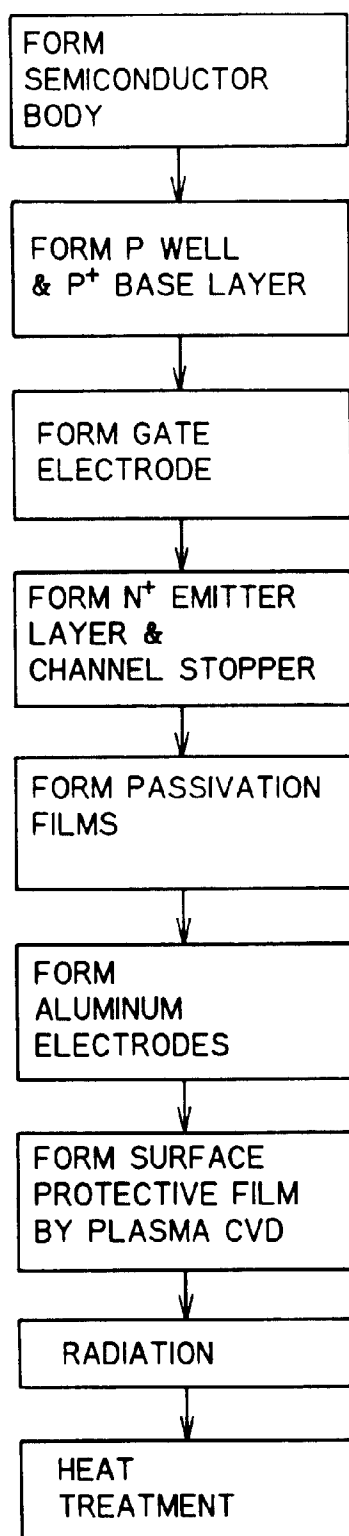 FORM
SEMICONDUCTOR
BODY
FORM P WELL
& P⁺ BASE LAYER
FORM GATE
ELECTRODE
FORM N⁺ EMITTER
LAYER &
CHANNEL STOPPER
FORM PASSIVATION
FILMS
FORM
ALUMINUM
ELECTRODES
FORM SURFACE
PROTECTIVE FILM
BY PLASMA CVD
RADIATION
HEAT
TREATMENT